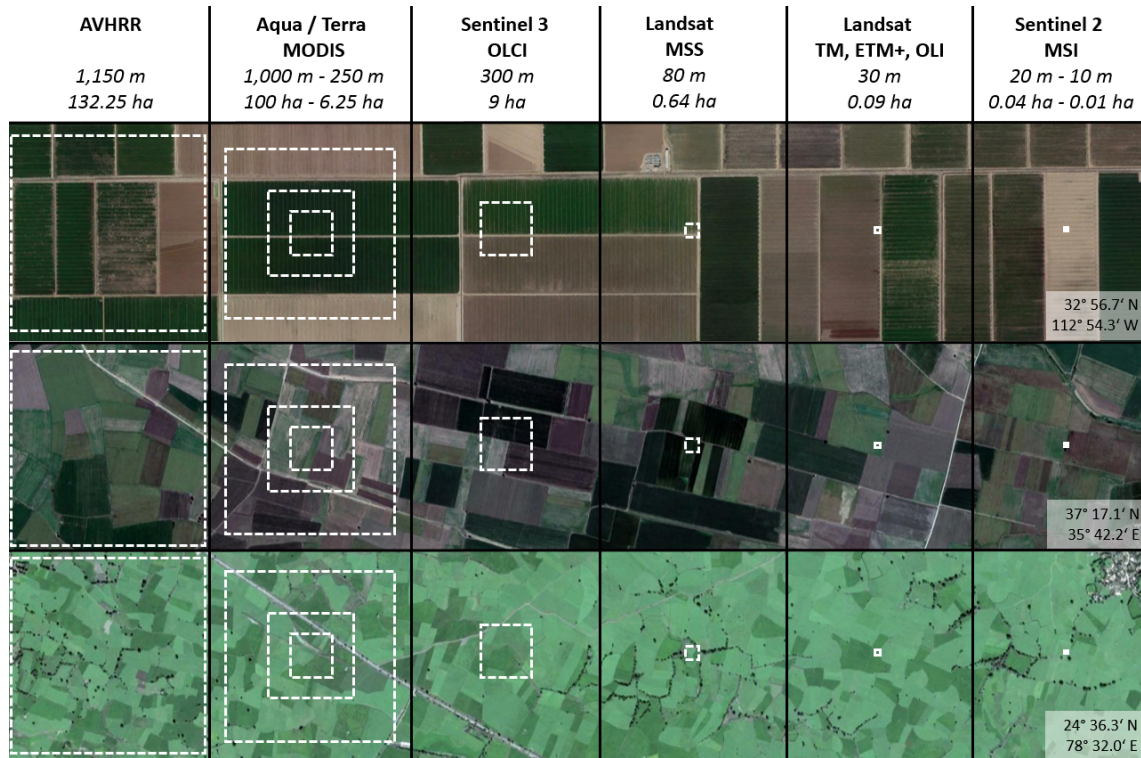 AVHRR
1,150 m
132.25 ha
Aqua / Terra
MODIS
1,000 m - 250 m
100 ha - 6.25 ha
Sentinel 3
OLCI
300 m
9 ha
Landsat
MSS
80 m
0.64 ha
Landsat
TM, ETM+, OLI
30 m
0.09 ha
Sentinel 2
MSI
20 m - 10 m
0.04 ha - 0.01 ha
32° 56.7‘ N
112° 54.3‘ W
37° 17.1‘ N
35° 42.2‘ E
24° 36.3‘ N
78° 32.0‘ E